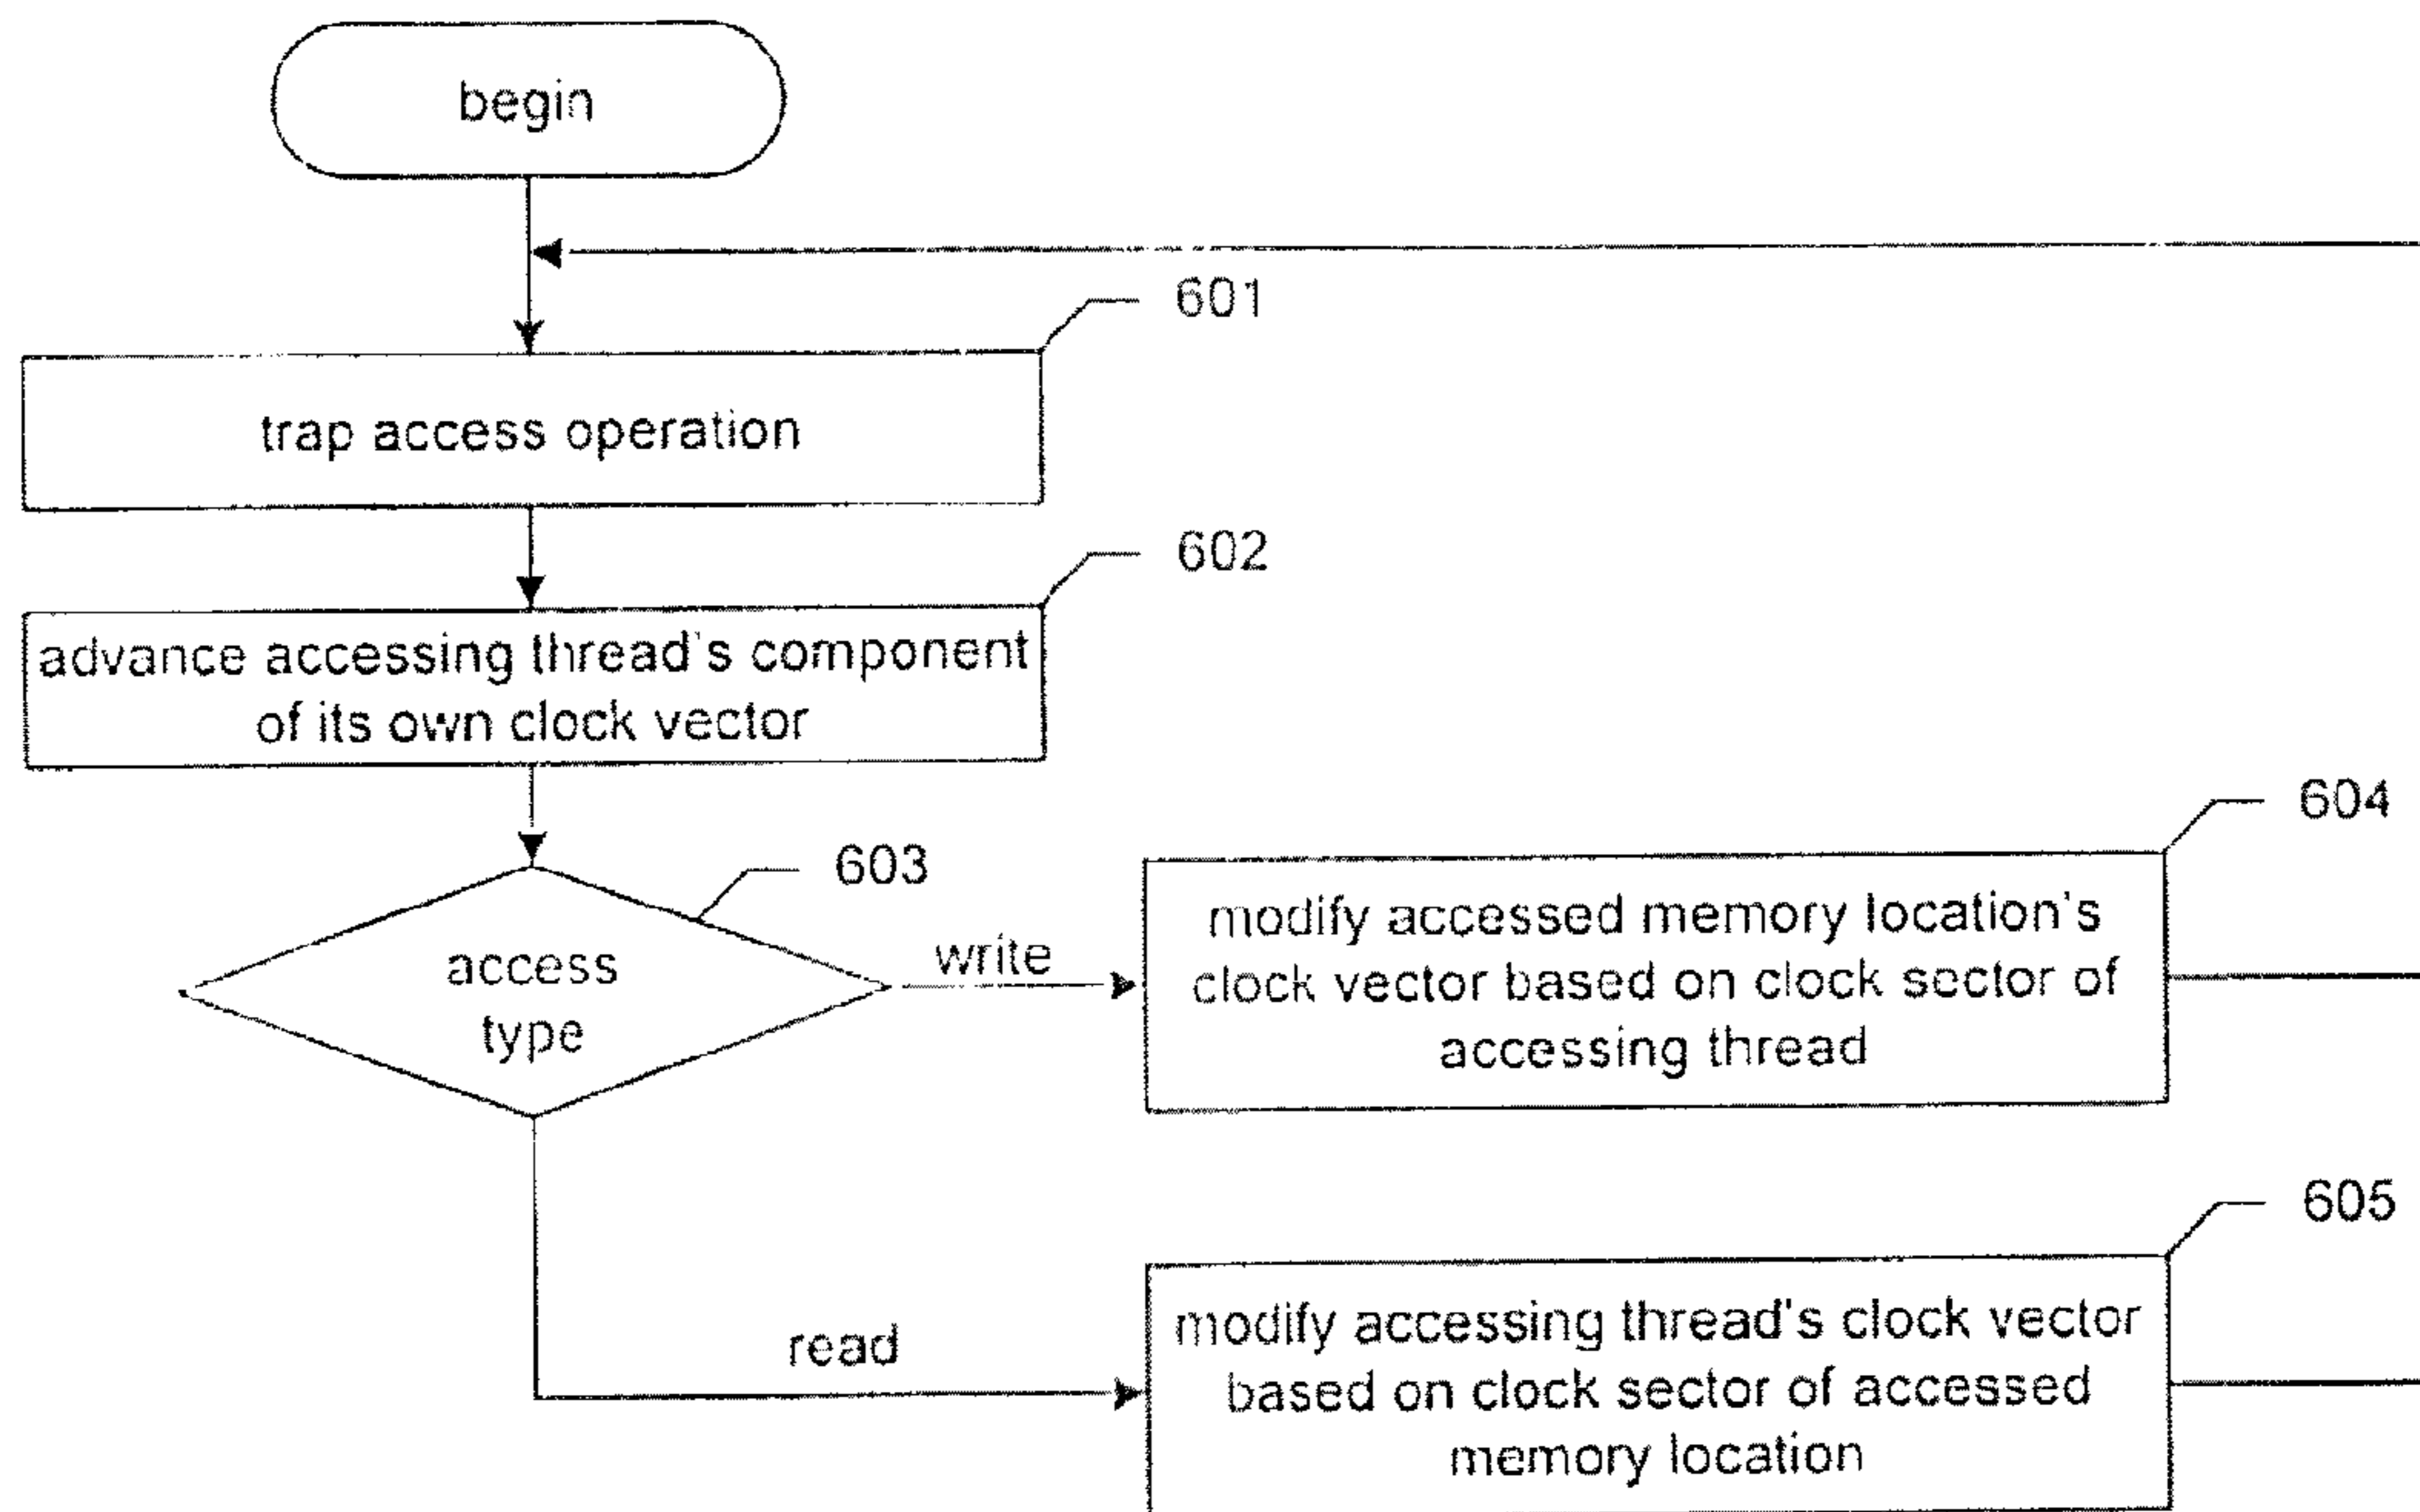 begin
601
trap access operation
602
advance accessing thread's component
of its own clock vector
603
access
type
write
604
modify accessed memory location's
clock vector based on clock sector of
accessing thread
read
605
modify accessing thread's clock vector
based on clock sector of accessed
memory location